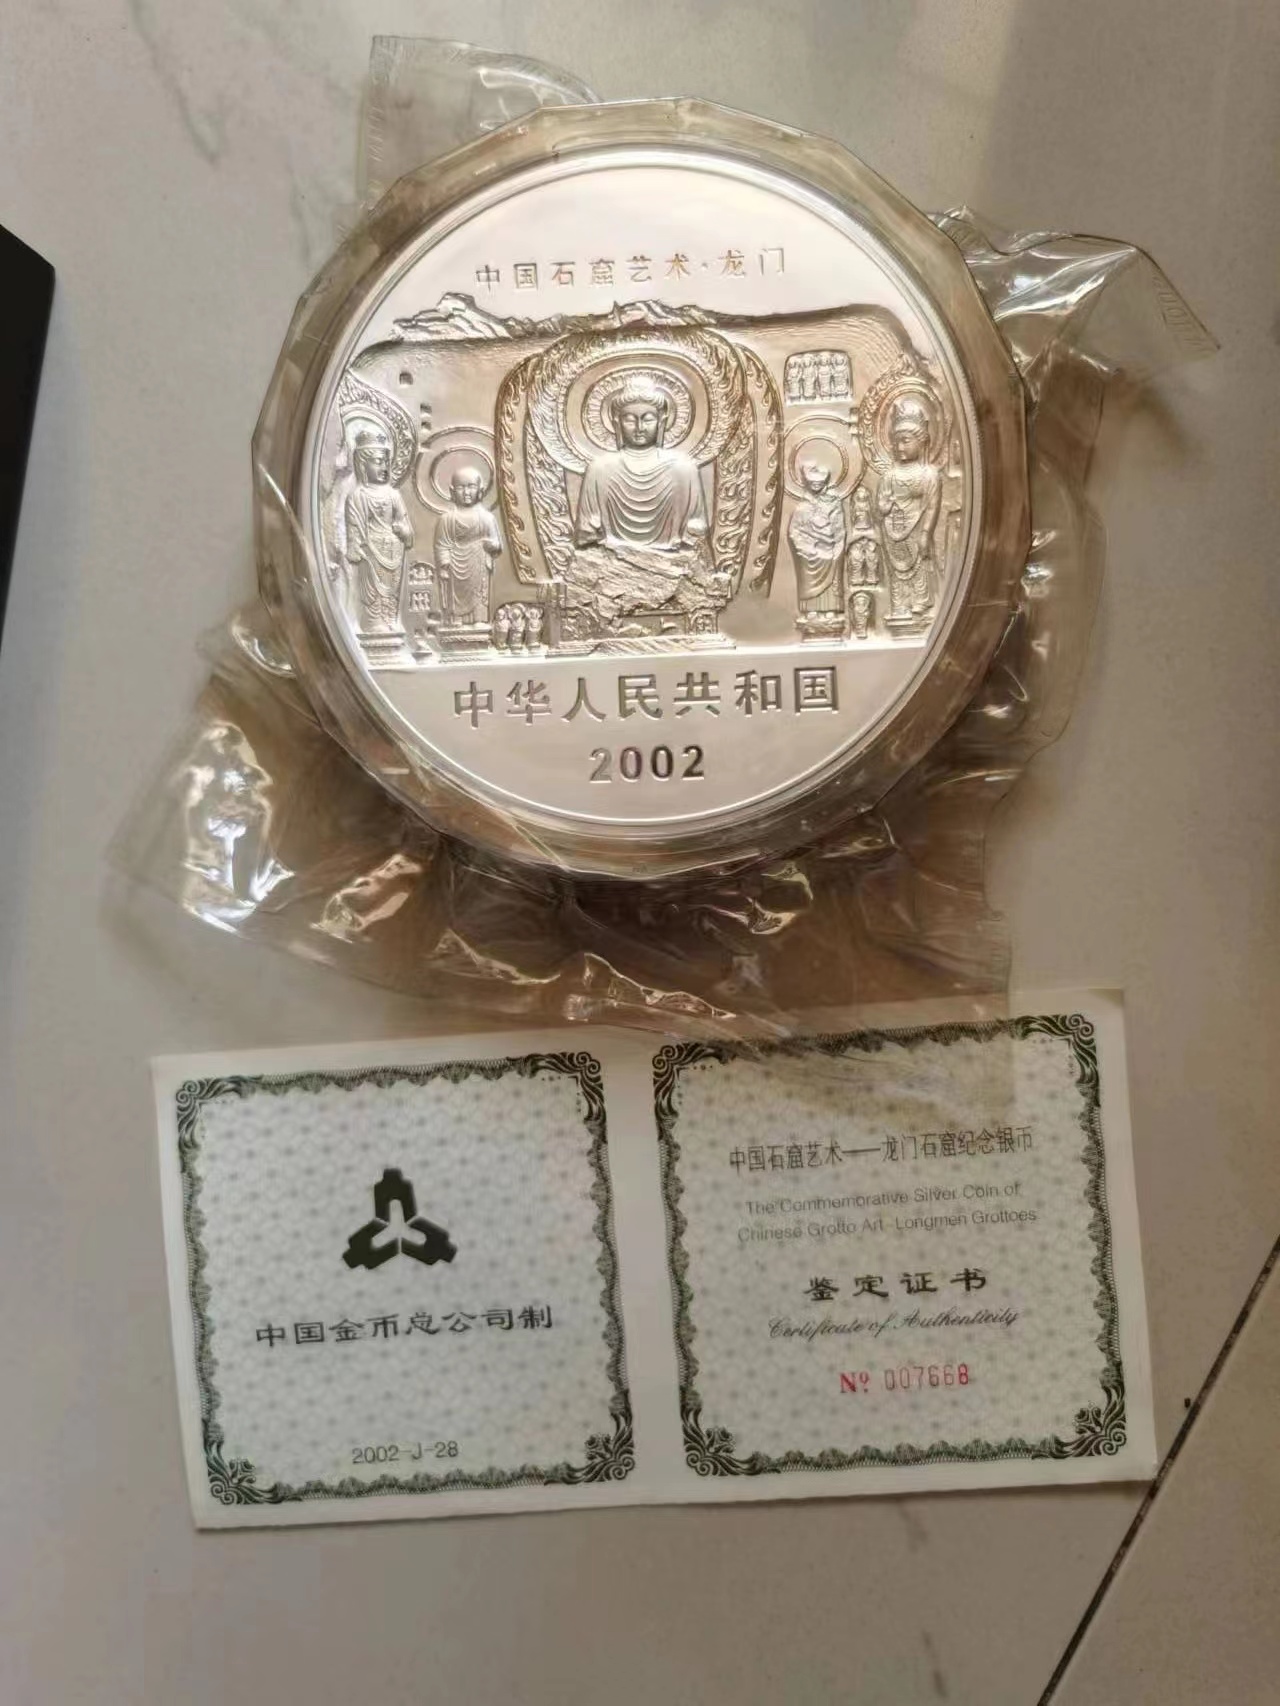 中国石窟艺术·龙门
中华人民共和国
2002
中国金币总公司制
2002-J-28
中国石窟艺术——龙门石窟纪念银币
The Commemorative Silver Coin of
Chinese Grotto Art Longmen Grottoes
鉴定证书
Certificate of Authenticity
Nº 007668